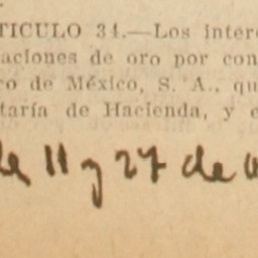 TICULO 31.—Los inter
aciones de oro por con
co de México, S. A., qu
taría de Hacienda, y e
de 11 y 27 de